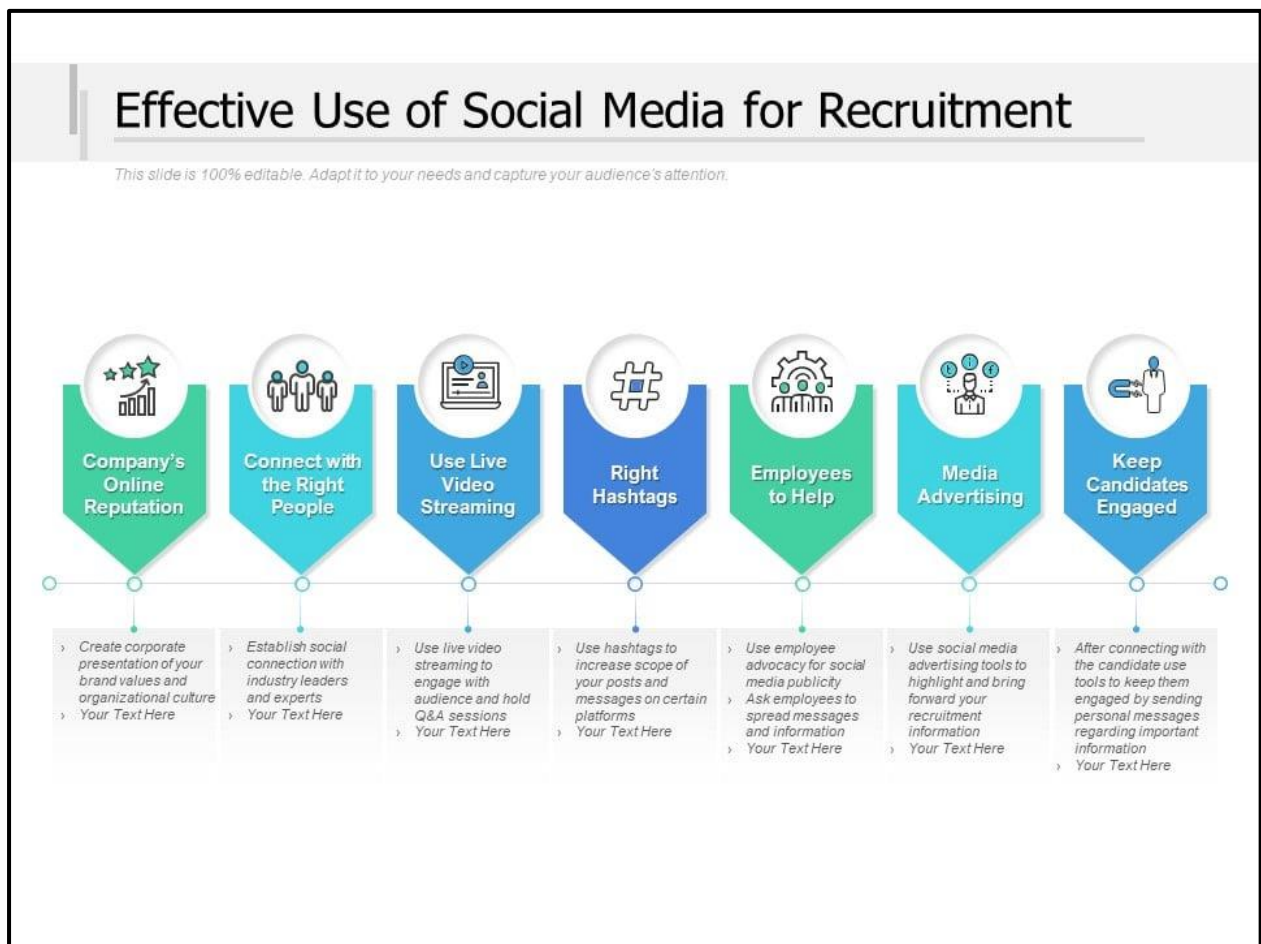 Effective Use of Social Media for Recruitment
This slide is 100% editable. Adapt it to your needs and capture your audience's attention.
Company's
Online
Reputation
Connect with
the Right
People
Use Live
Video
Streaming
Right
Hashtags
Employees
to Help
Media
Advertising
Keep
Candidates
Engaged
› Create corporate
presentation of your
brand values and
organizational culture
› Your Text Here
› Establish social
connection with
industry leaders
and experts
› Your Text Here
› Use live video
streaming to
engage with
audience and hold
Q&A sessions
› Your Text Here
› Use hashtags to
increase scope of
your posts and
messages on certain
platforms
› Your Text Here
› Use employee
advocacy for social
media publicity
› Ask employees to
spread messages
and information
› Your Text Here
› Use social media
advertising tools to
highlight and bring
forward your
recruitment
information
› Your Text Here
› After connecting with
the candidate use
tools to keep them
engaged by sending
personal messages
regarding important
information
› Your Text Here